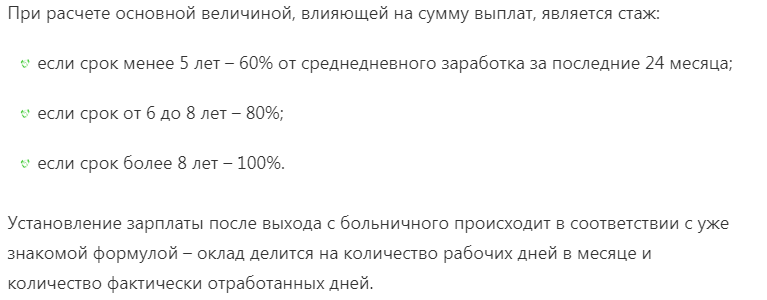 При расчете основной величиной, влияющей на сумму выплат, является стаж:
если срок менее 5 лет – 60% от среднедневного заработка за последние 24 месяца;
если срок от 6 до 8 лет – 80%;
если срок более 8 лет – 100%.
Установление зарплаты после выхода с больничного происходит в соответствии с уже
знакомой формулой – оклад делится на количество рабочих дней в месяце и
количество фактически отработанных дней.